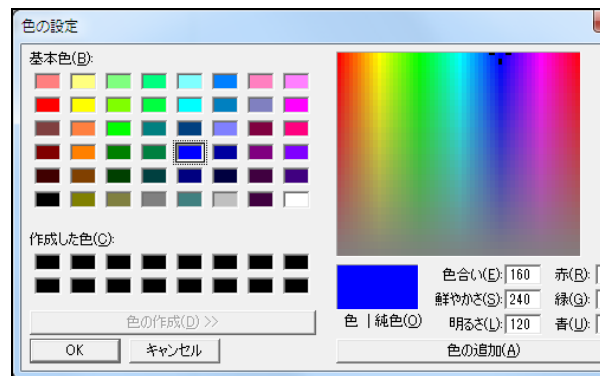 色の設定
基本色(B):
作成した色(C):
色の作成(D) >>
OK
キャンセル
色 | 純色(O)
色合い(E): 160
鮮やかさ(S): 240
明るさ(L): 120
赤(R):
緑(G):
青(U):
色の追加(A)